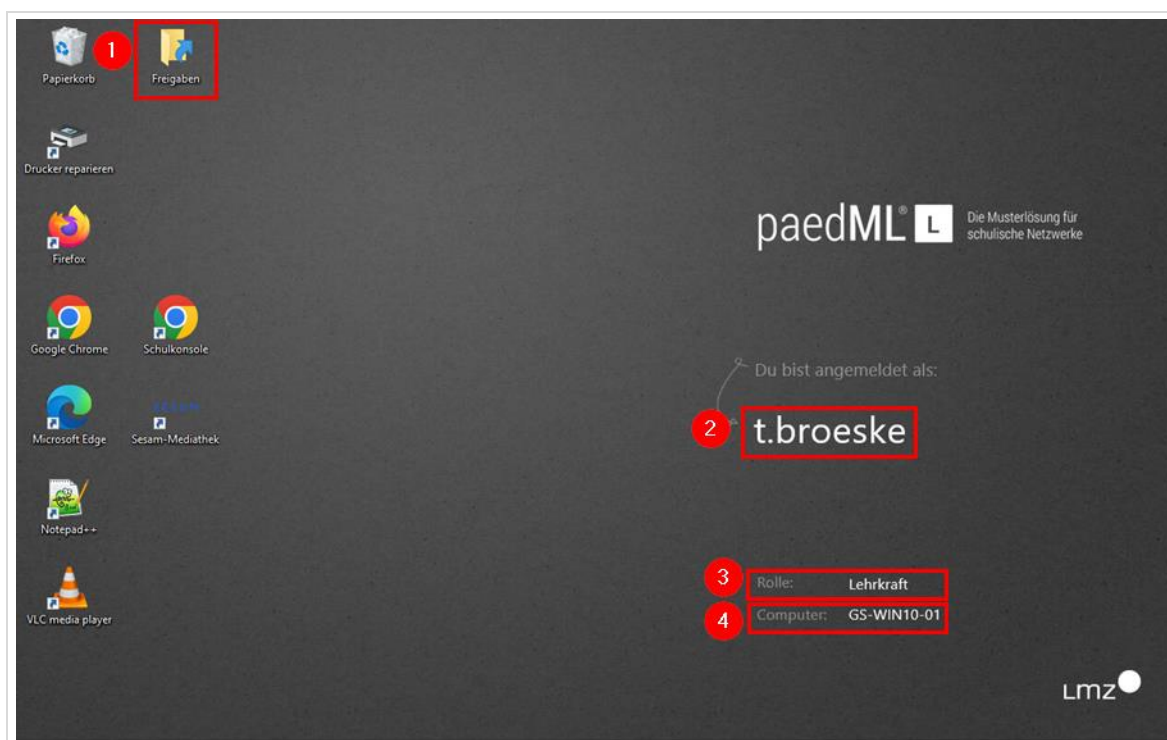 1
Papierkorb
Freigaben
Drucker reparieren
Firefox
Google Chrome
Schulkonsole
Microsoft Edge
Sesam-Mediathek
Notepad++
VLC media player
paedML® L
Die Musterlösung für
schulische Netzwerke
Du bist angemeldet als:
2
t.broeske
3
Rolle: Lehrkraft
4
Computer: GS-WIN10-01
LMZ